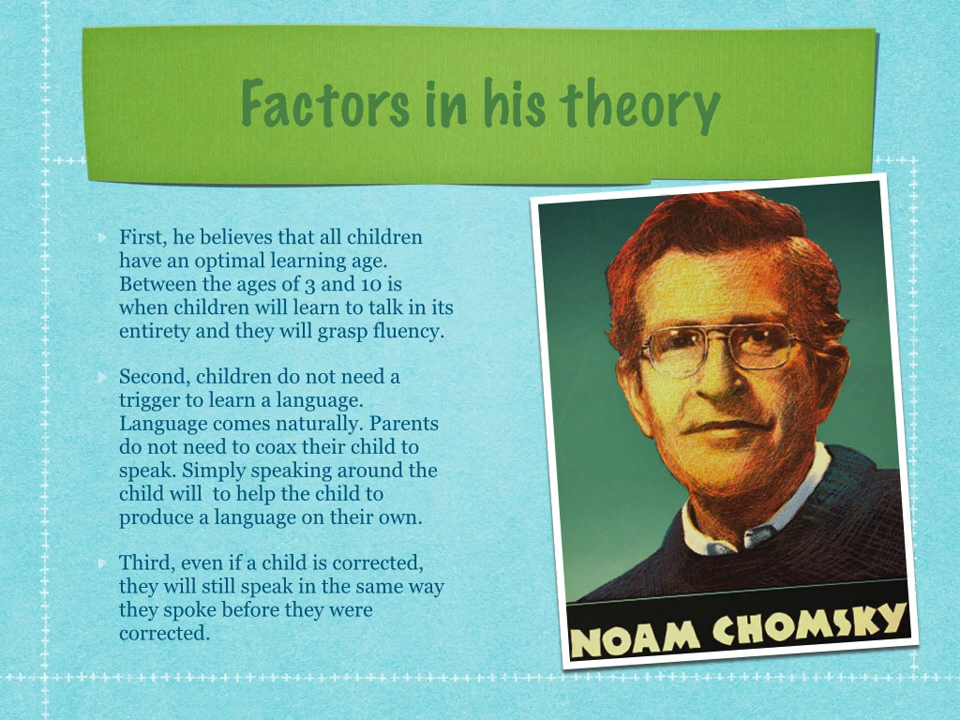 Factors in his theory
First, he believes that all children
have an optimal learning age.
Between the ages of 3 and 10 is
when children will learn to talk in its
entirety and they will grasp fluency.
Second, children do not need a
trigger to learn a language.
Language comes naturally. Parents
do not need to coax their child to
speak. Simply speaking around the
child will  to help the child to
produce a language on their own.
Third, even if a child is corrected,
they will still speak in the same way
they spoke before they were
corrected.
NOAM CHOMSKY